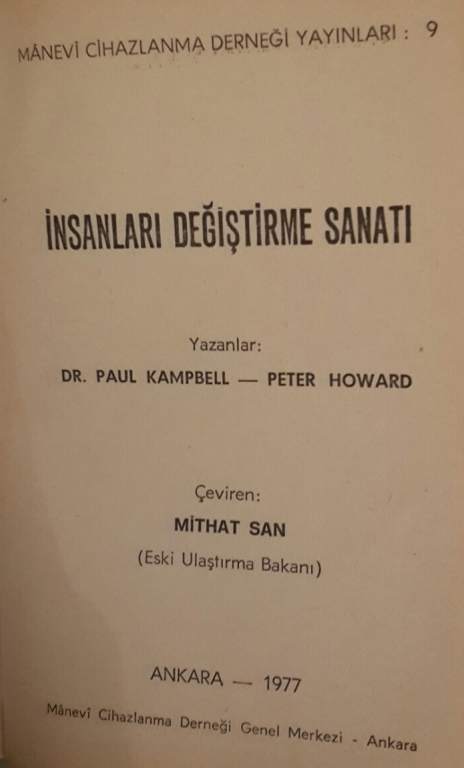 MÂNEVÎ CİHAZLANMA DERNEĞİ YAYINLARI : 9
İNSANLARI DEĞİŞTİRME SANATI
Yazanlar:
DR. PAUL KAMPBELL — PETER HOWARD
Çeviren:
MİTHAT SAN
(Eski Ulaştırma Bakanı)
ANKARA — 1977
Mânevî Cihazlanma Derneği Genel Merkezi - Ankara